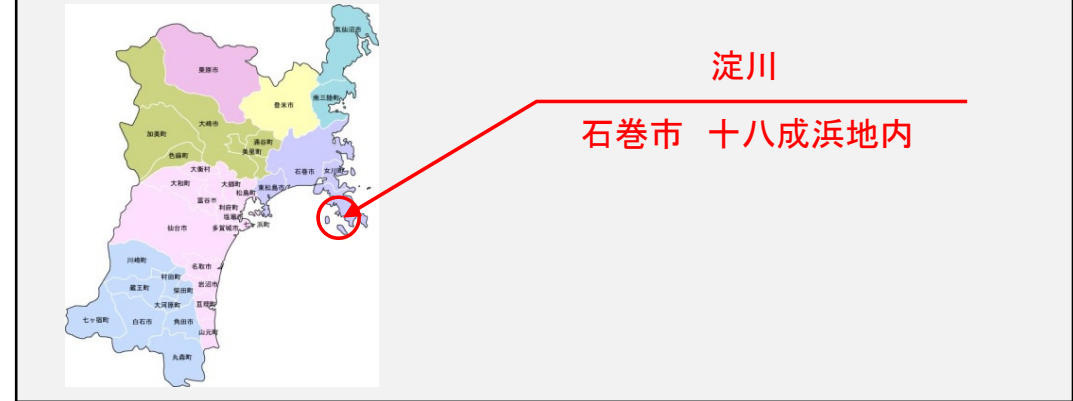 淀川
石巻市 十八成浜地内
気仙沼市
栗原市
登米市
南三陸町
大崎市
加美町
涌谷町
美里町
色麻町
大衡村
石巻市
女川町
大和町
大郷町
東松島市
松島町
富谷市
利府町
塩竈市
七ヶ浜町
仙台市
多賀城市
川崎町
名取市
村田町
岩沼市
蔵王町
柴田町
大河原町
亘理町
七ヶ宿町
白石市
角田市
山元町
丸森町